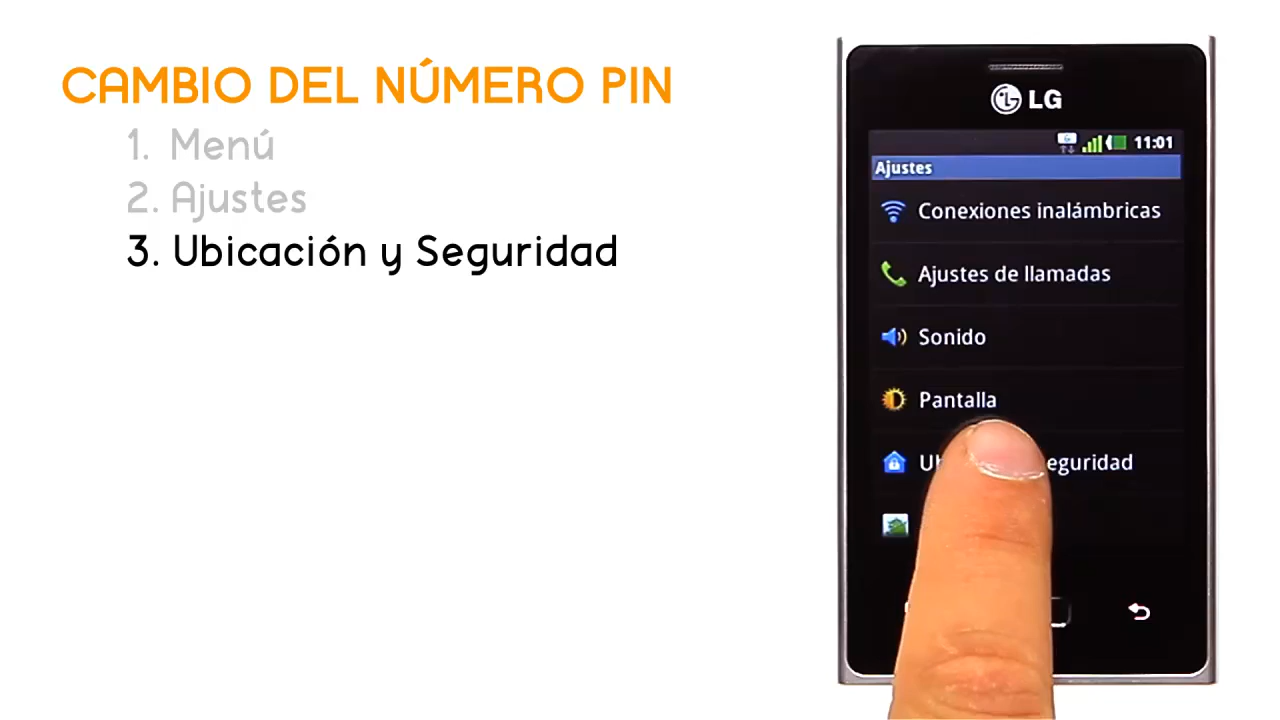 CAMBIO DEL NÚMERO PIN
1. Menú
2. Ajustes
3. Ubicación y Seguridad
LG
11:01
Ajustes
Conexiones inalámbricas
Ajustes de llamadas
Sonido
Pantalla